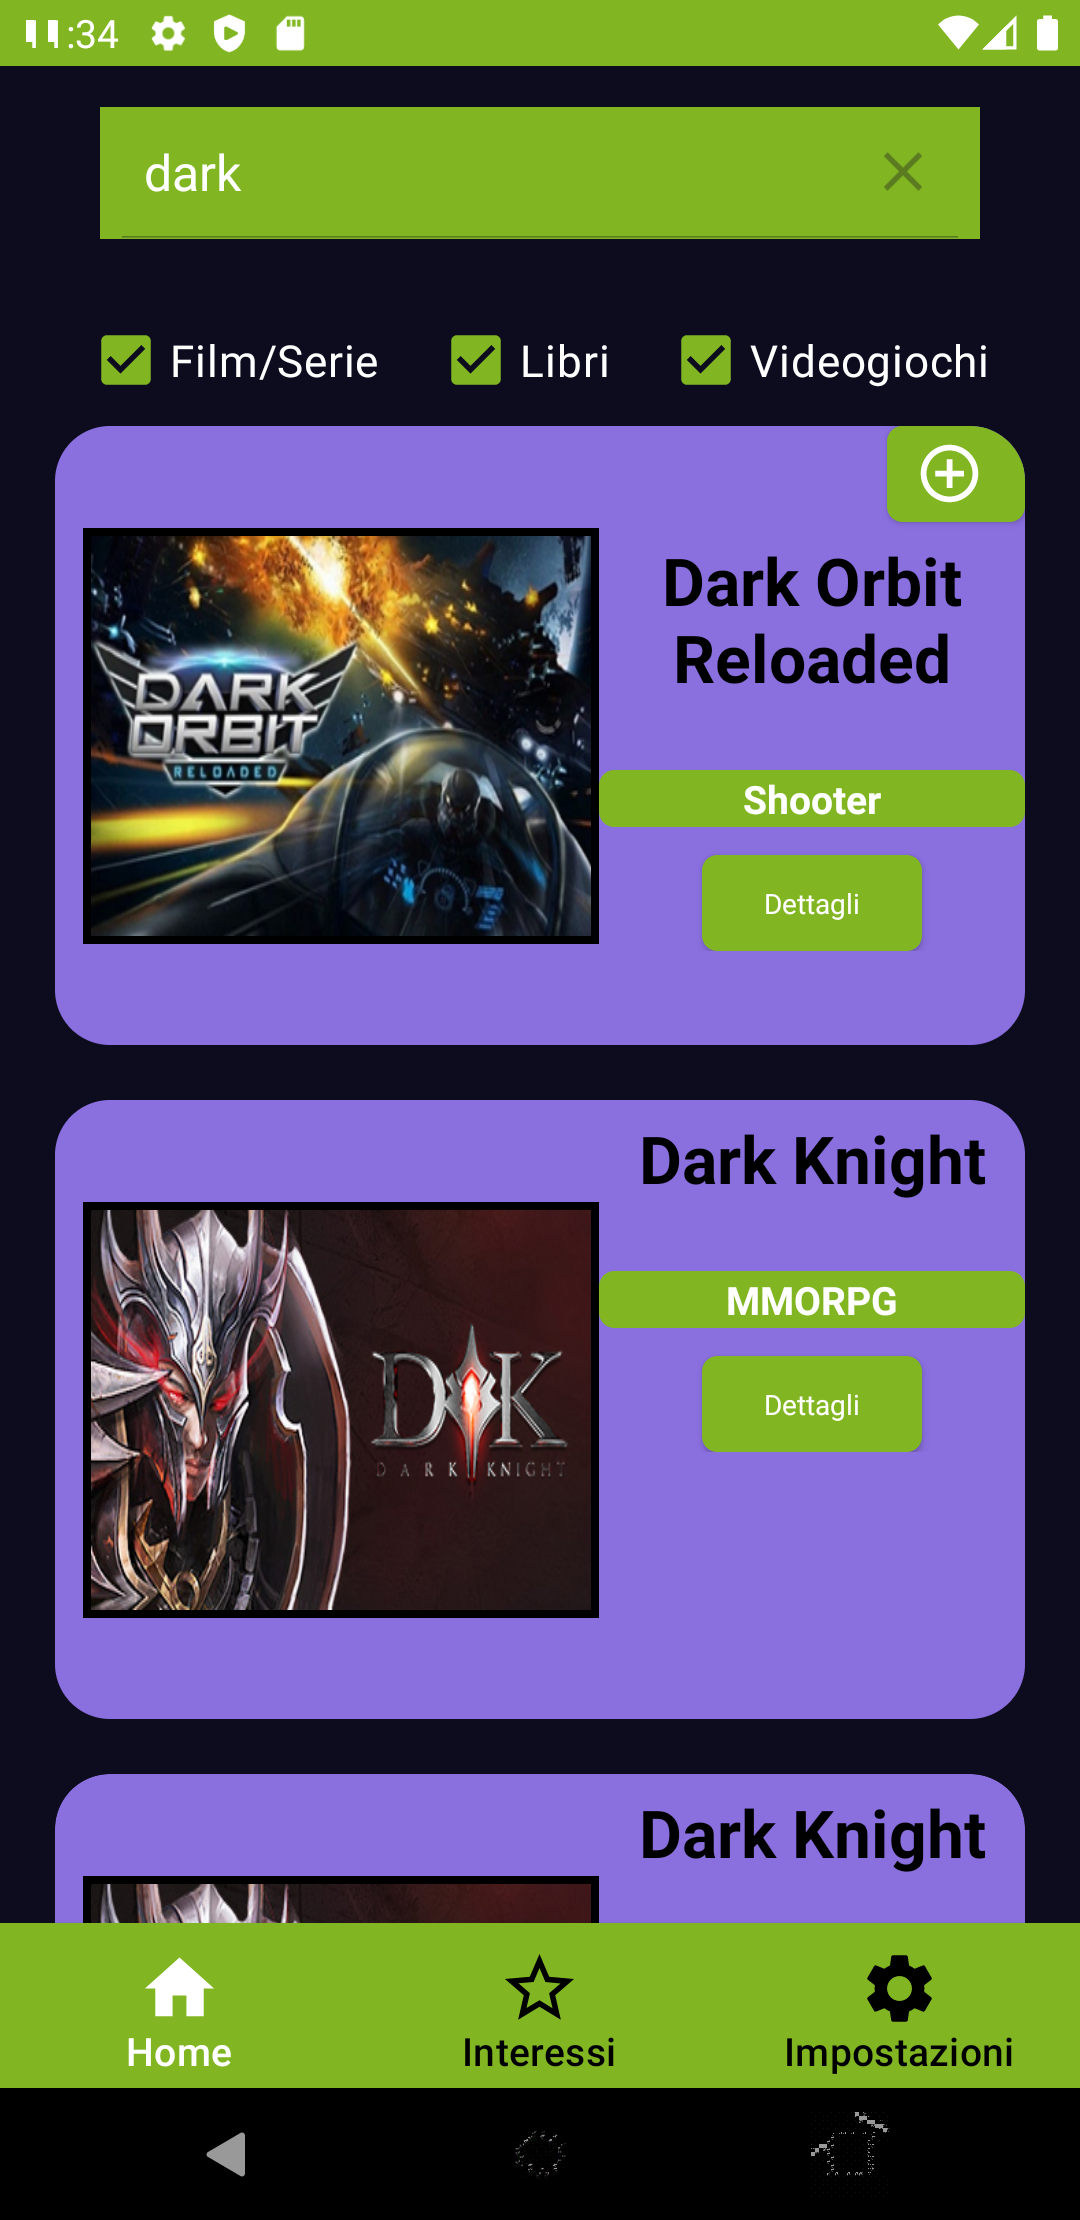 11:34
dark
Film/Serie Libri Videogiochi
Dark Orbit
Reloaded
DARK
ORBIT
RELOADED
Shooter
Dettagli
Dark Knight
MMORPG
DK
DARK KNIGHT
Dettagli
Dark Knight
Home Interessi Impostazioni